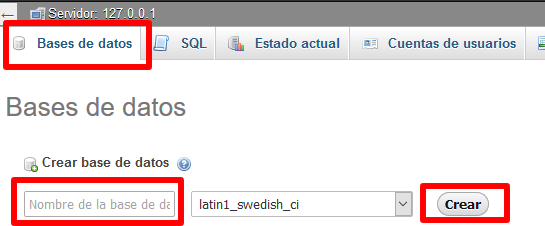 Servidor: 127.0.0.1
Bases de datos SQL Estado actual Cuentas de usuarios
Bases de datos
Crear base de datos
Nombre de la base de da latin1_swedish_ci Crear